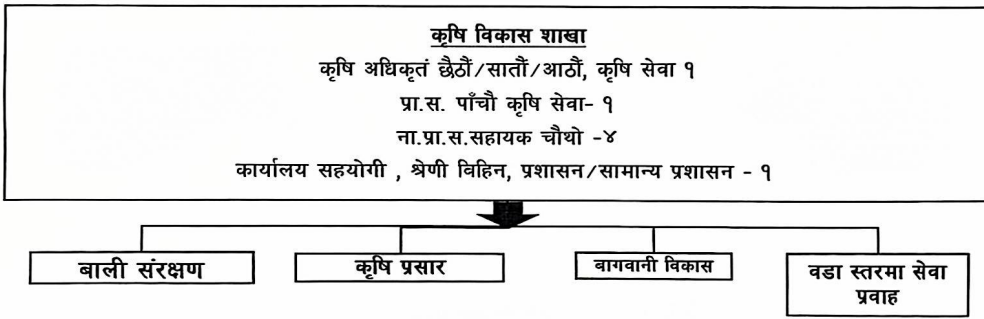 कृषि विकास शाखा
कृषि अधिकृतं छैठौं/सातौं/आठौं, कृषि सेवा १
प्रा.स. पाँचौ कृषि सेवा- १
ना.प्रा.स.सहायक चौथो -४
कार्यालय सहयोगी , श्रेणी विहिन, प्रशासन/सामान्य प्रशासन - १
बाली संरक्षण
कृषि प्रसार
बागवानी विकास
वडा स्तरमा सेवा
प्रवाह